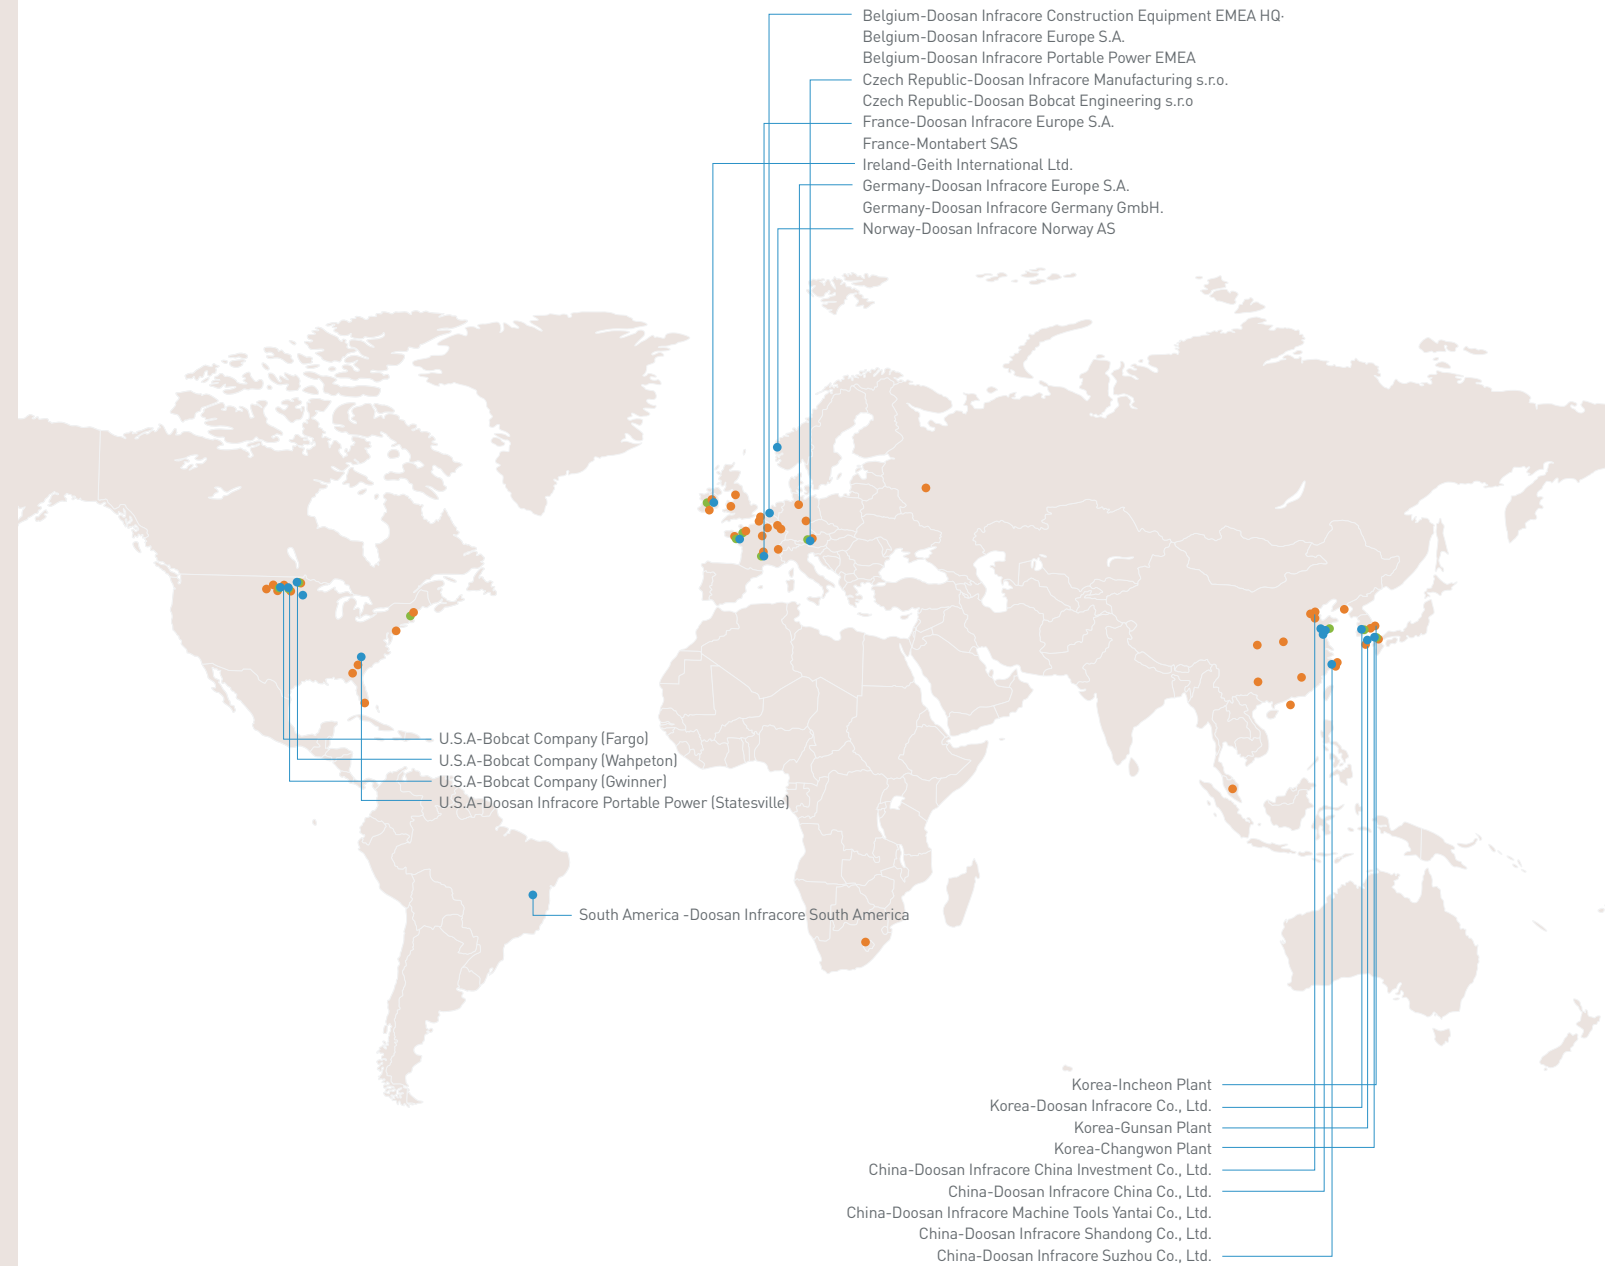 Belgium-Doosan Infracore Construction Equipment EMEA HQ·
Belgium-Doosan Infracore Europe S.A.
Belgium-Doosan Infracore Portable Power EMEA
Czech Republic-Doosan Infracore Manufacturing s.r.o.
Czech Republic-Doosan Bobcat Engineering s.r.o
France-Doosan Infracore Europe S.A.
France-Montabert SAS
Ireland-Geith International Ltd.
Germany-Doosan Infracore Europe S.A.
Germany-Doosan Infracore Germany GmbH.
Norway-Doosan Infracore Norway AS
U.S.A-Bobcat Company (Fargo)
U.S.A-Bobcat Company (Wahpeton)
U.S.A-Bobcat Company (Gwinner)
U.S.A-Doosan Infracore Portable Power (Statesville)
South America -Doosan Infracore South America
Korea-Incheon Plant
Korea-Doosan Infracore Co., Ltd.
Korea-Gunsan Plant
Korea-Changwon Plant
China-Doosan Infracore China Investment Co., Ltd.
China-Doosan Infracore China Co., Ltd.
China-Doosan Infracore Machine Tools Yantai Co., Ltd.
China-Doosan Infracore Shandong Co., Ltd.
China-Doosan Infracore Suzhou Co., Ltd.